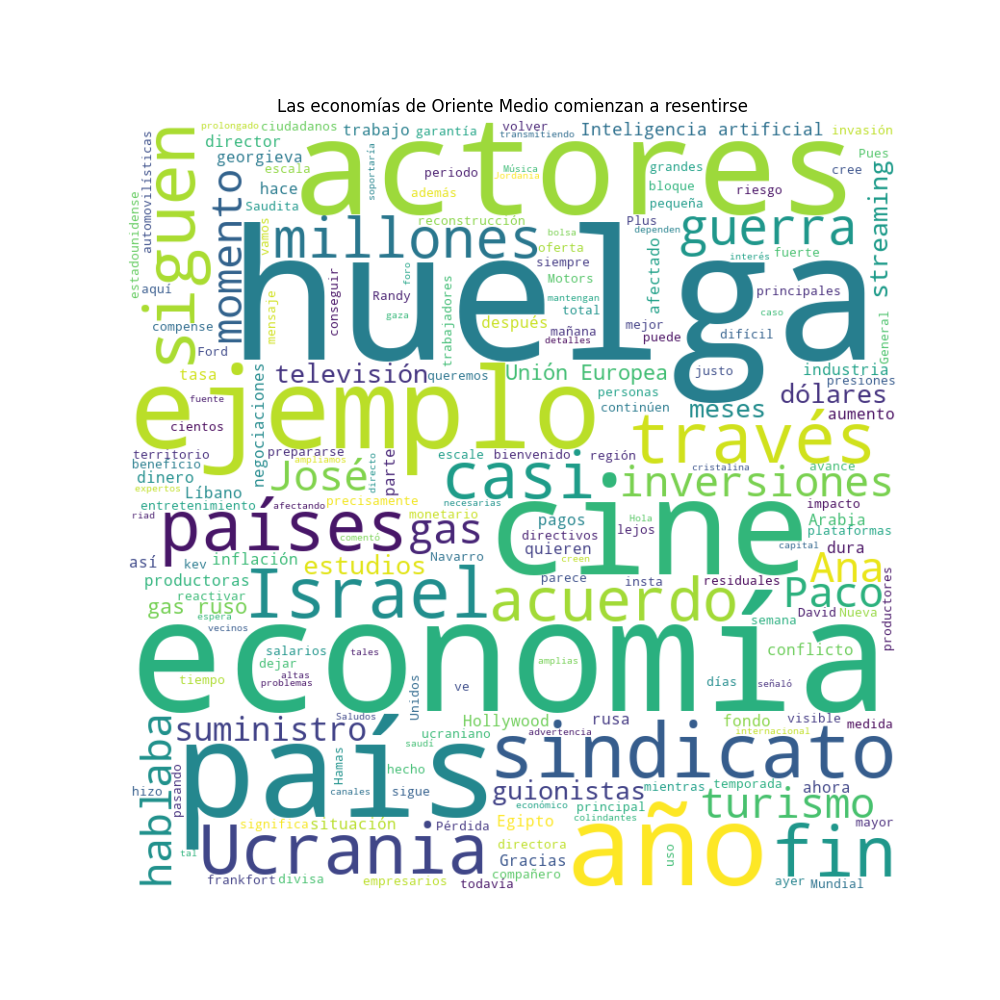 Las economías de Oriente Medio comienzan a resentirse
prolongado ciudadanos trabajo garantía volver transmitiendo Inteligencia artificial invasión
automovilísticas siguen director actores Pues
georgieva escala soportaría periodo además Música Jordania grandes cree
momento hace bloque riesgo streaming
estadounidense Saudita reconstrucción pequeña
vamos millones bolsa oferta Plus dependen guerra
huelga siempre afectado interés fuerte
aquí mensaje conseguir foro Randy gaza Motors mantengan total principales
compense trabajadores después mañana detalles mejor puede difícil caso General
Ford
tasa televisión queremos Unión Europea justo industria presiones
ejemplo fuente personas continúen meses dólares aumento
cientos negociaciones través
territorio prepararse ampliamos directo parte escale bienvenido región cristalina avance
beneficio expertos José casi inversiones
dinero Líbano precisamente necesarias
entretenimiento afectando monetario cine impacto
riad países gas pagos Hola lejos Arabia plataformas
comentó directivos capital
así kev inflación estudios Navarro quieren creen dura Ana
productoras reactivar Israel parece insta residuales Paco productores
gas ruso acuerdo David Nueva
espera vecinos economía semana
salarios tales conflicto
dejar amplias
tiempo altas problemas Unidos ve días señaló
Saludos Hollywood rusa fondo visible medida
suministro ucraniano advertencia internacional
hablaba país saudí sindicato
pasando Hamas hecho
hizo canales sigue guionistas mientras temporada ahora
económico principal turismo
significa situación Pérdida Egipto colindantes mayor
Ucrania directora año fin
tal Gracias uso
frankfort divisa empresarios todavía compañero ayer Mundial